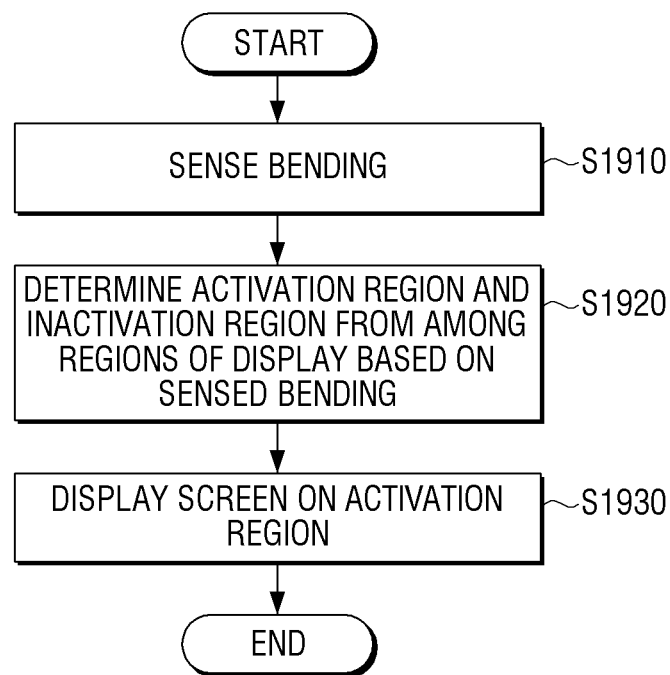 START
SENSE BENDING
S1910
DETERMINE ACTIVATION REGION AND
INACTIVATION REGION FROM AMONG
REGIONS OF DISPLAY BASED ON
SENSED BENDING
S1920
DISPLAY SCREEN ON ACTIVATION
REGION
S1930
END